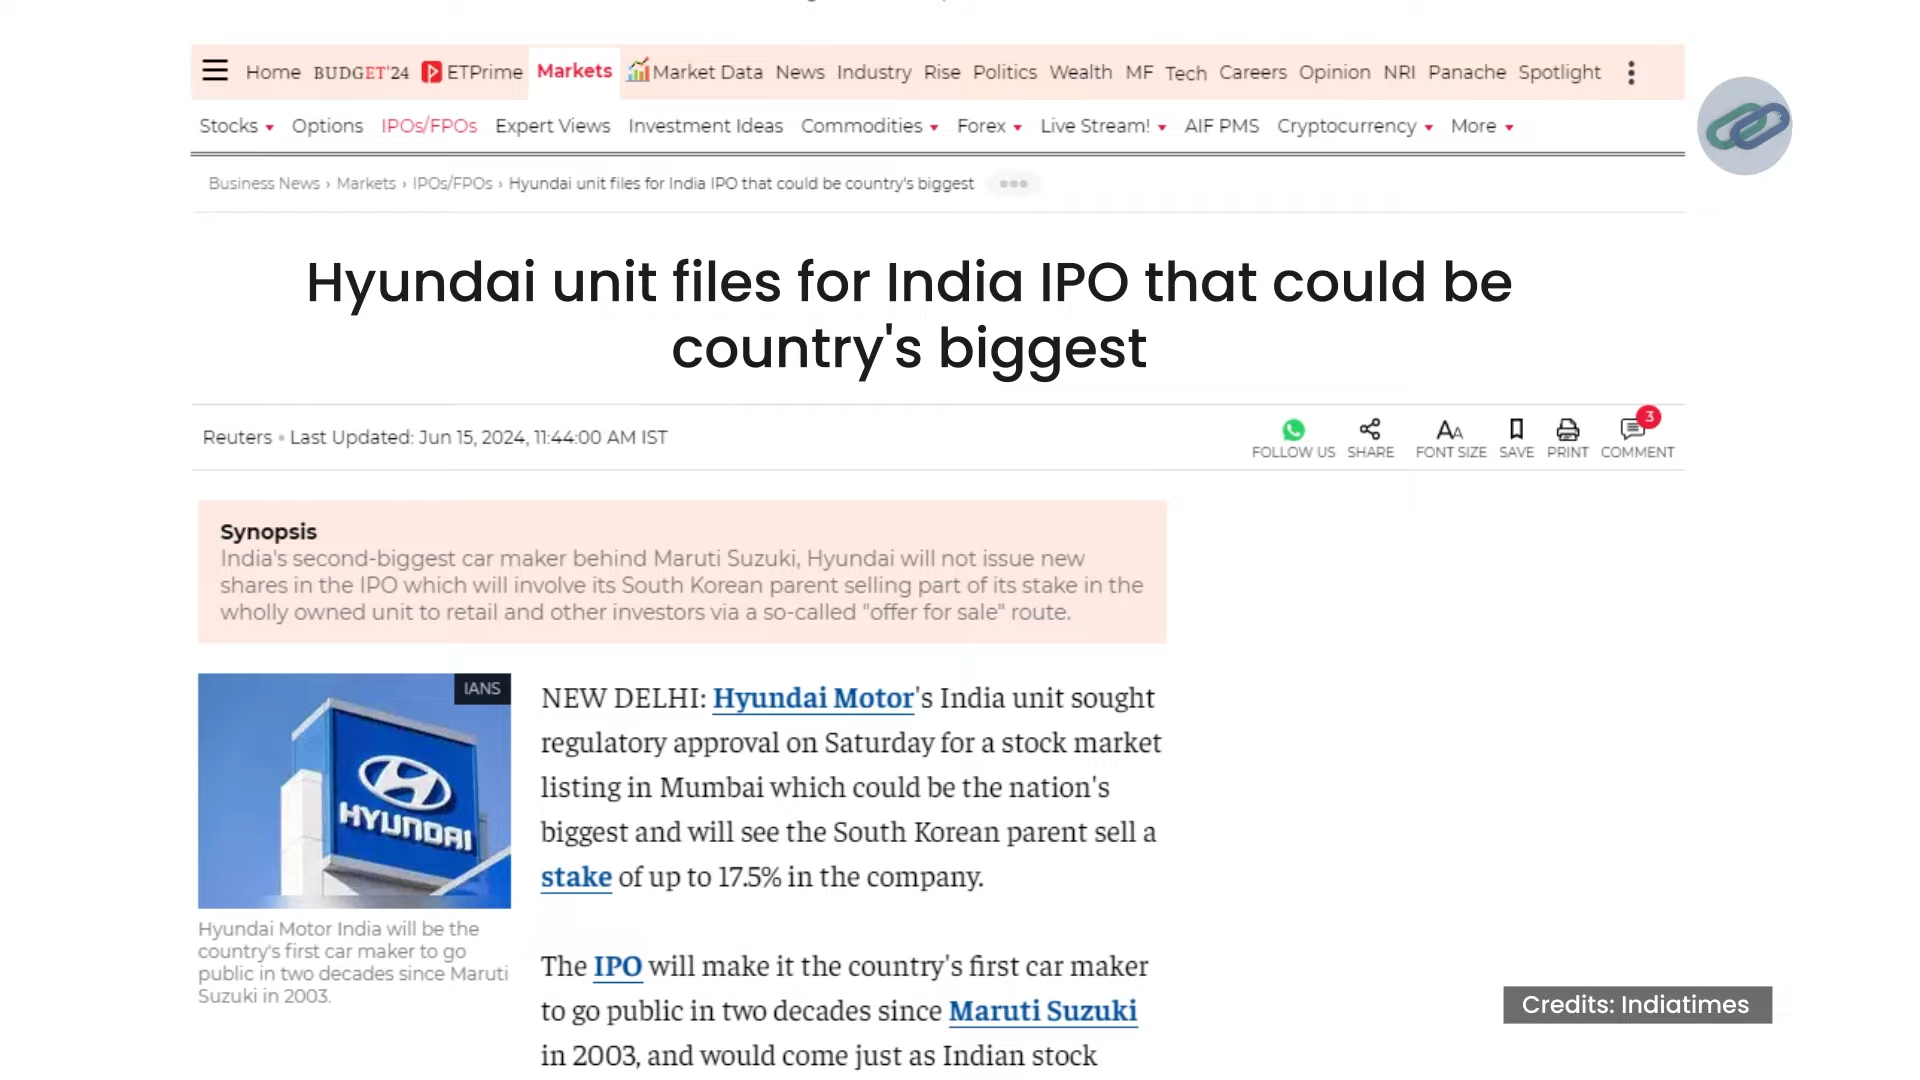 Home BUDGET'24 ETPrime Markets Market Data News Industry Rise Politics Wealth MF Tech Careers Opinion NRI Panache Spotlight
Stocks Options IPOs/FPOs Expert Views Investment Ideas Commodities Forex Live Stream! AIF PMS Cryptocurrency More
Business News › Markets › IPOs/FPOs › Hyundai unit files for India IPO that could be country's biggest
Hyundai unit files for India IPO that could be
country's biggest
Reuters • Last Updated: Jun 15, 2024, 11:44:00 AM IST
FOLLOW US SHARE FONT SIZE SAVE PRINT 3 COMMENT
Synopsis
India's second-biggest car maker behind Maruti Suzuki, Hyundai will not issue new
shares in the IPO which will involve its South Korean parent selling part of its stake in the
wholly owned unit to retail and other investors via a so-called "offer for sale" route.
IANS
HYUNDAI
Hyundai Motor India will be the
country's first car maker to go
public in two decades since Maruti
Suzuki in 2003.
NEW DELHI: Hyundai Motor's India unit sought
regulatory approval on Saturday for a stock market
listing in Mumbai which could be the nation's
biggest and will see the South Korean parent sell a
stake of up to 17.5% in the company.
The IPO will make it the country's first car maker
to go public in two decades since Maruti Suzuki
in 2003, and would come just as Indian stock
Credits: Indiatimes